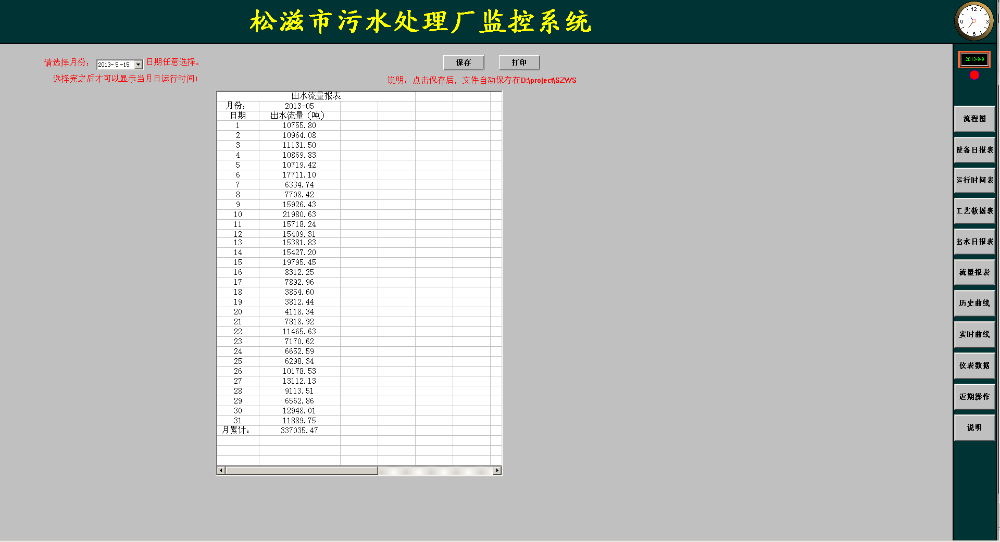 松滋市污水处理厂监控系统
12
9
3
6
请选择月份： 2013- 5 -15 日期任意选择。
选择完之后才可以显示当月日运行时间！
保存 打印
说明：点击保存后，文件自动保存在D:\project\SZWS
2013-9-9
出水流量报表
月份： 2013-05
日期 出水流量（吨）
1 10755.80
2 10964.08
3 11131.50
4 10869.83
5 10719.42
6 17711.10
7 6334.74
8 7708.42
9 15926.43
10 21980.63
11 15718.24
12 15409.31
13 15381.83
14 15427.20
15 19795.45
16 8312.25
17 7892.96
18 3854.60
19 3812.44
20 4118.34
21 7818.92
22 11465.63
23 7170.62
24 6652.59
25 6298.34
26 10178.53
27 13112.13
28 9113.51
29 6562.86
30 12948.01
31 11889.75
月累计： 337035.47
流程图
设备日报表
运行时间表
工艺数据表
出水日报表
流量报表
历史曲线
实时曲线
仪表数据
近期操作
说明